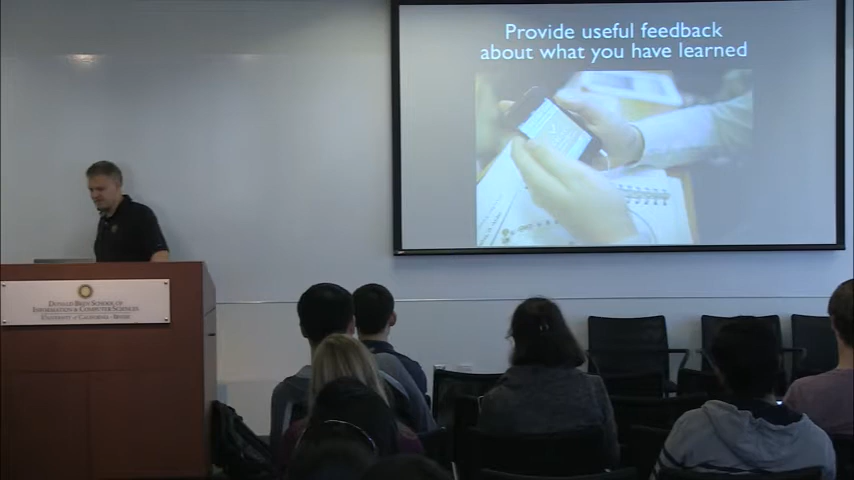 Provide useful feedback
about what you have learned
DONALD BREN SCHOOL OF
INFORMATION & COMPUTER SCIENCES
UNIVERSITY of CALIFORNIA · IRVINE